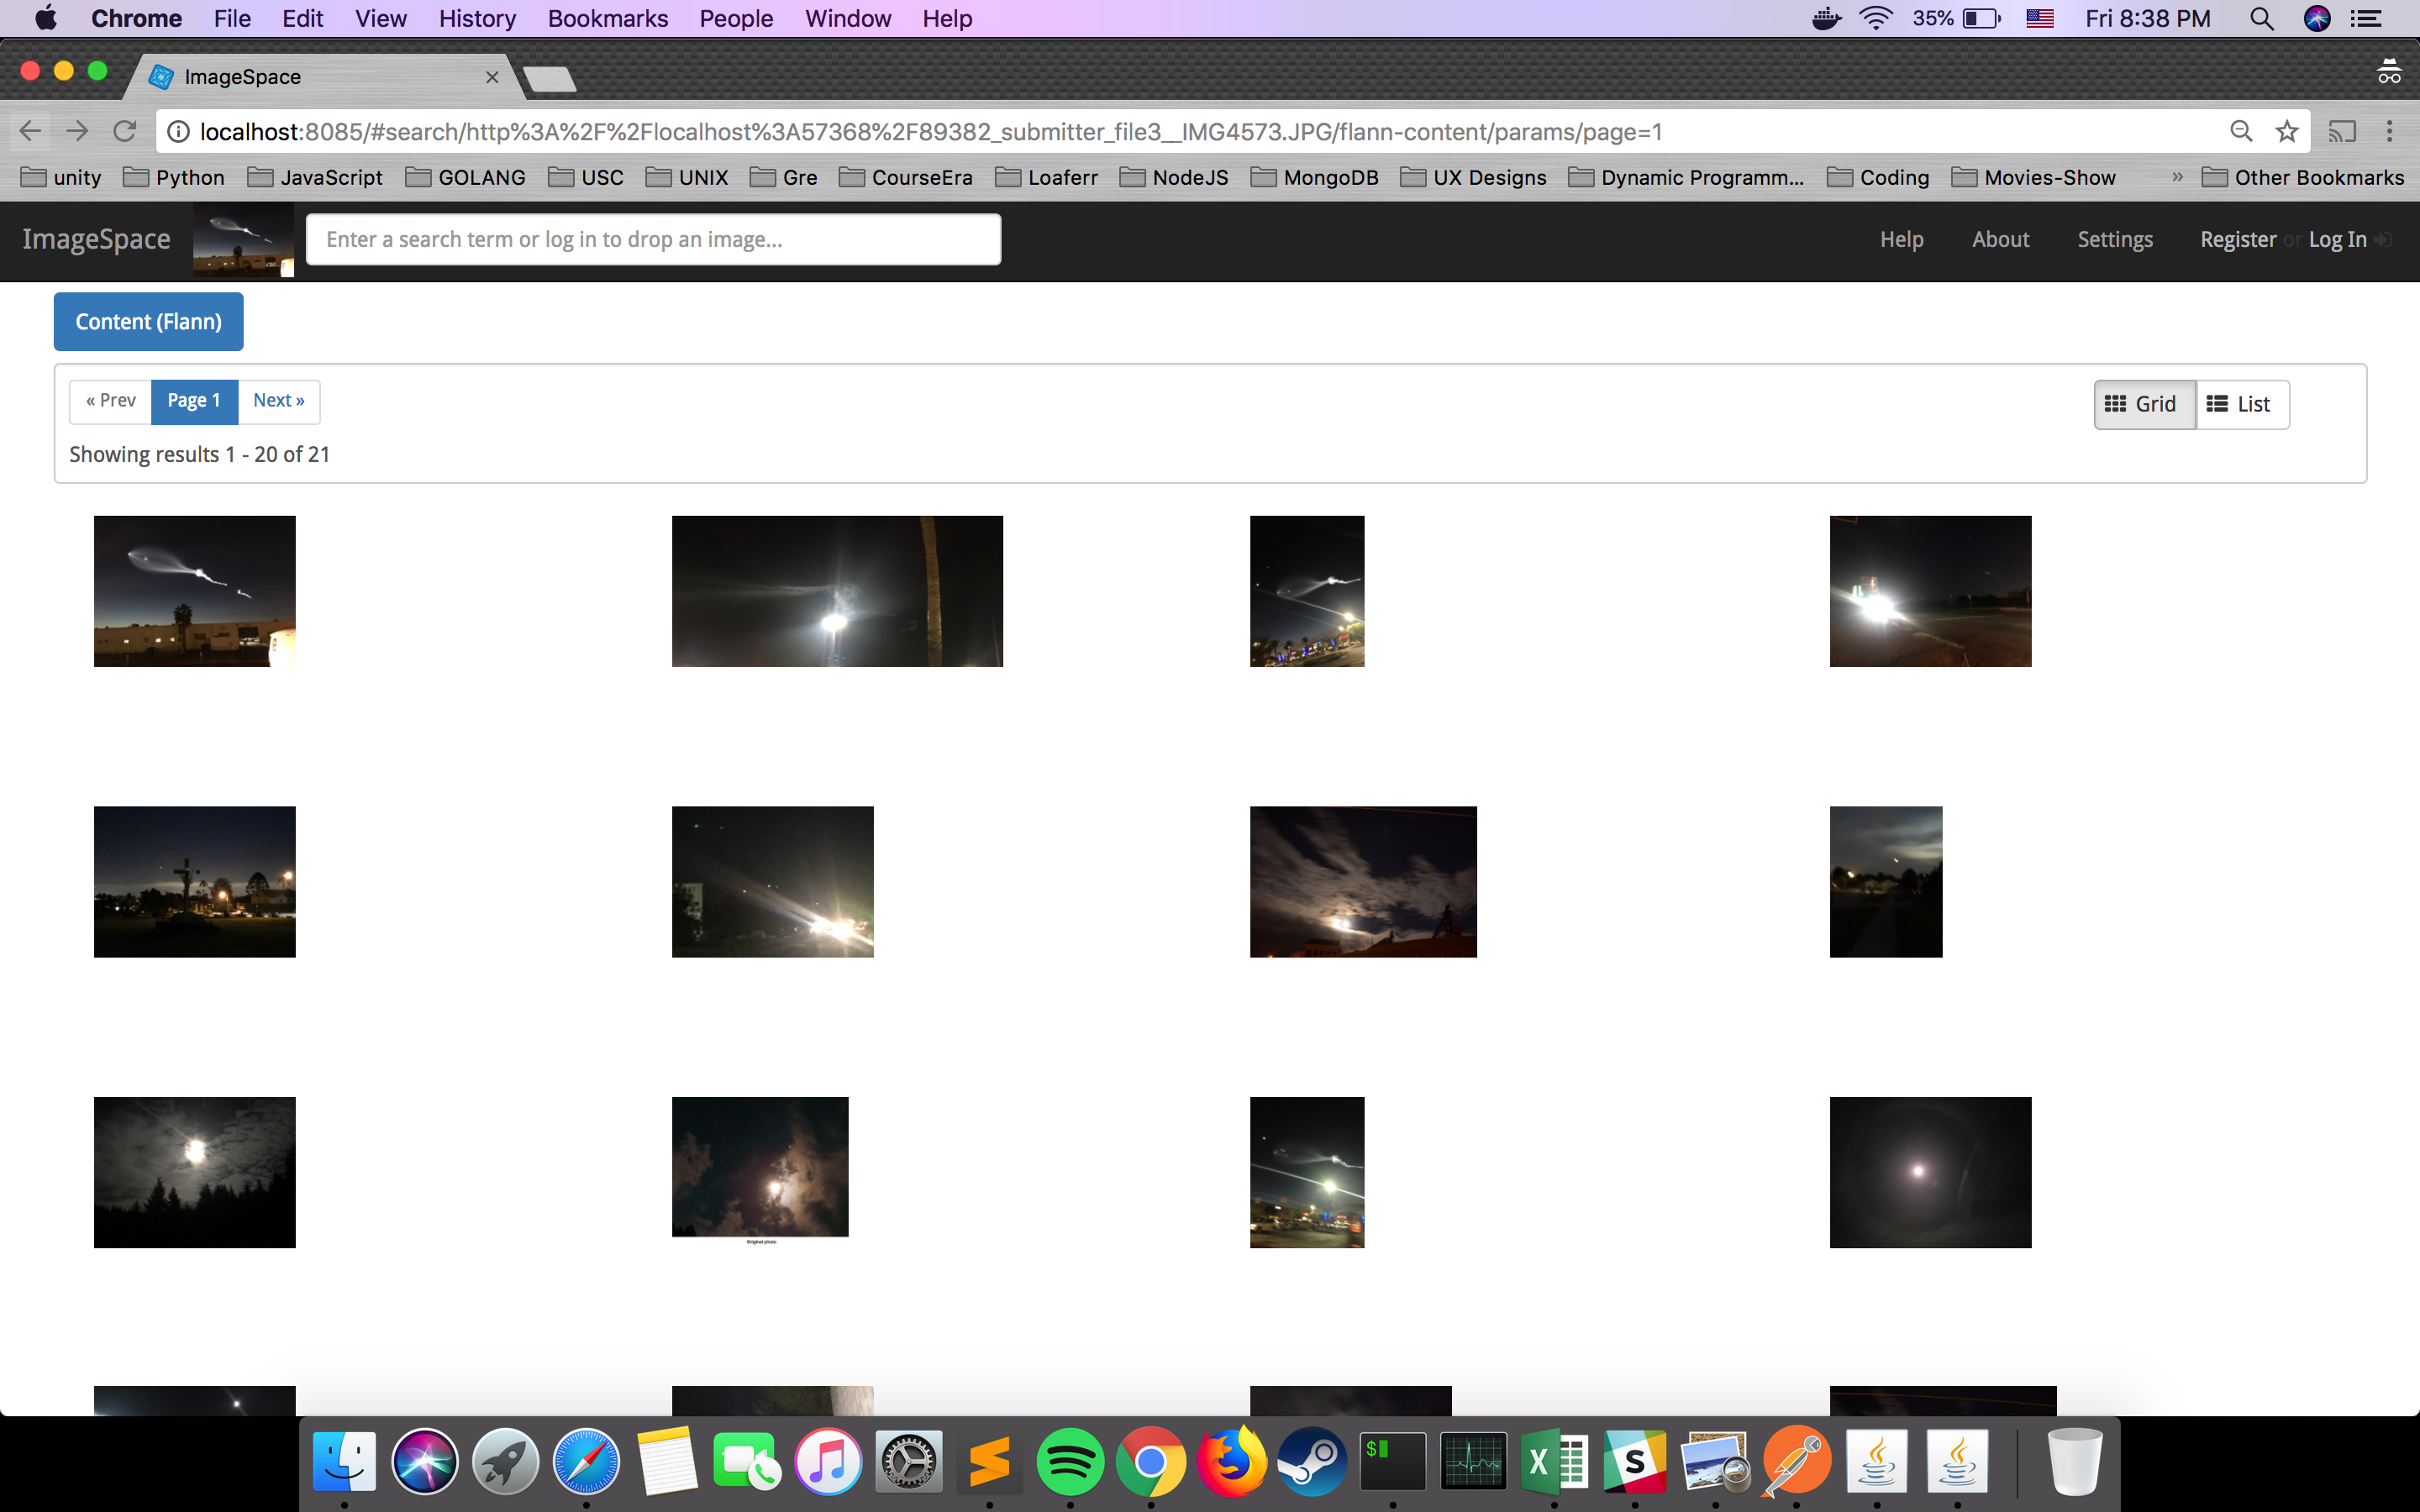 Chrome File Edit View History Bookmarks People Window Help 35% Fri 8:38 PM
ImageSpace
localhost:8085/#search/http%3A%2F%2Flocalhost%3A57368%2F89382_submitter_file3__IMG4573.JPG/flann-content/params/page=1
unity Python JavaScript GOLANG USC UNIX Gre CourseEra Loaferr NodeJS MongoDB UX Designs Dynamic Programm... Coding Movies-Show » Other Bookmarks
ImageSpace Enter a search term or log in to drop an image... Help About Settings Register or Log In
Content (Flann)
« Prev Page 1 Next » Grid List
Showing results 1 - 20 of 21
Original photo
$
X S